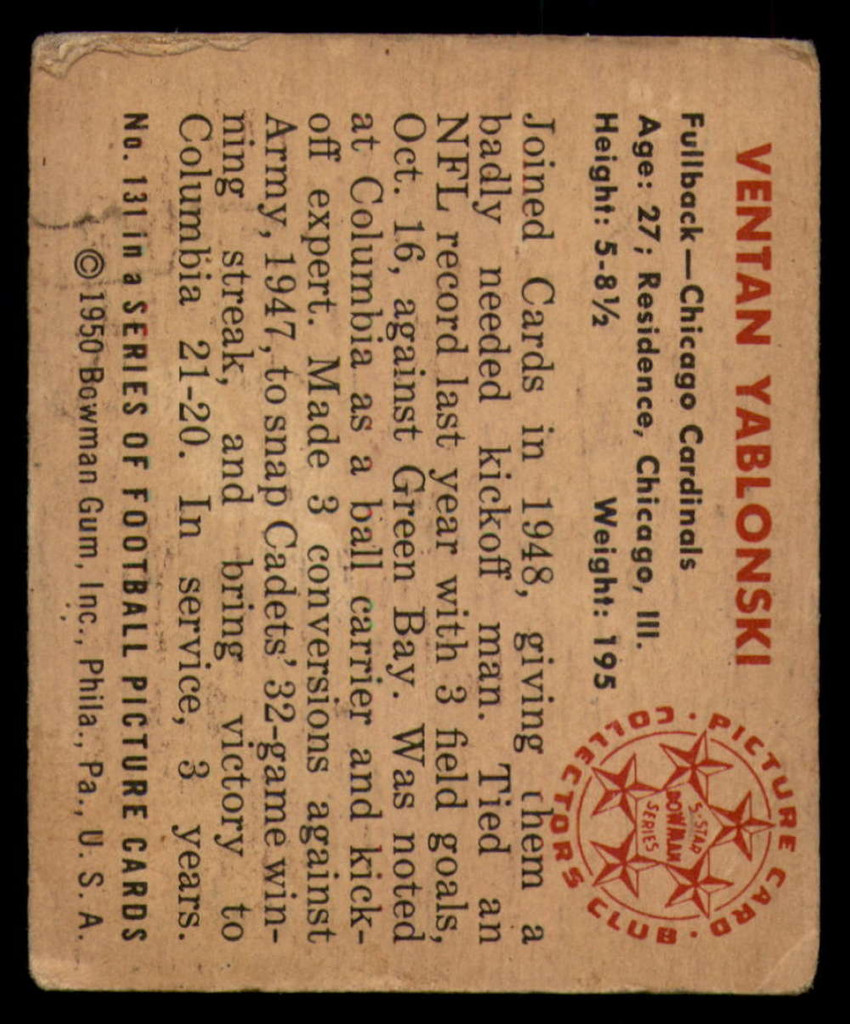 VENTAN YABLONSKI
Fullback—Chicago Cardinals
Age: 27; Residence, Chicago, Ill.
Height: 5-8½ Weight: 195
PICTURE CARD COLLECTORS CLUB
5-STAR
BOWMAN
SERIES
Joined Cards in 1948, giving them a
badly needed kickoff man. Tied an
NFL record last year with 3 field goals,
Oct. 16, against Green Bay. Was noted
at Columbia as a ball carrier and kick-
off expert. Made 3 conversions against
Army, 1947, to snap Cadets' 32-game win-
ning streak, and bring victory to
Columbia 21-20. In service, 3 years.
No. 131 in a SERIES OF FOOTBALL PICTURE CARDS
©1950 Bowman Gum, Inc., Phila., Pa., U. S. A.